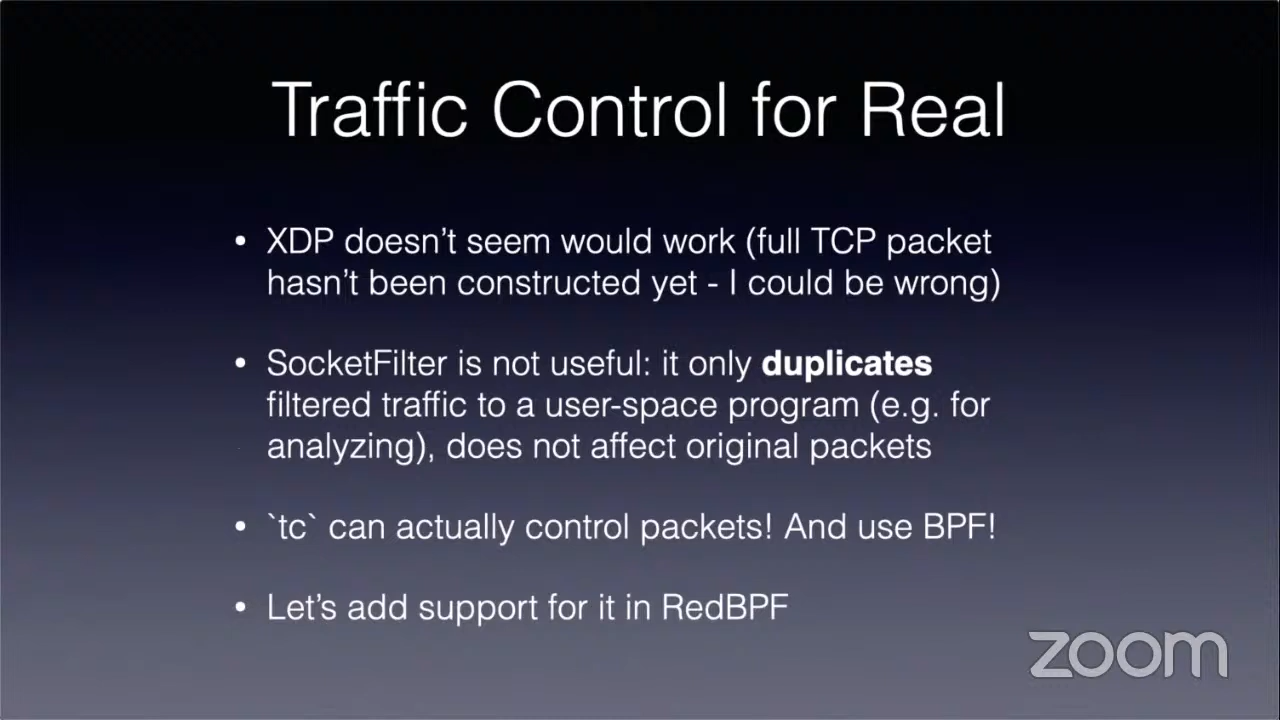 Traffic Control for Real
• XDP doesn't seem would work (full TCP packet
hasn't been constructed yet - I could be wrong)
• SocketFilter is not useful: it only duplicates
filtered traffic to a user-space program (e.g. for
analyzing), does not affect original packets
• `tc` can actually control packets! And use BPF!
• Let's add support for it in RedBPF
zoom